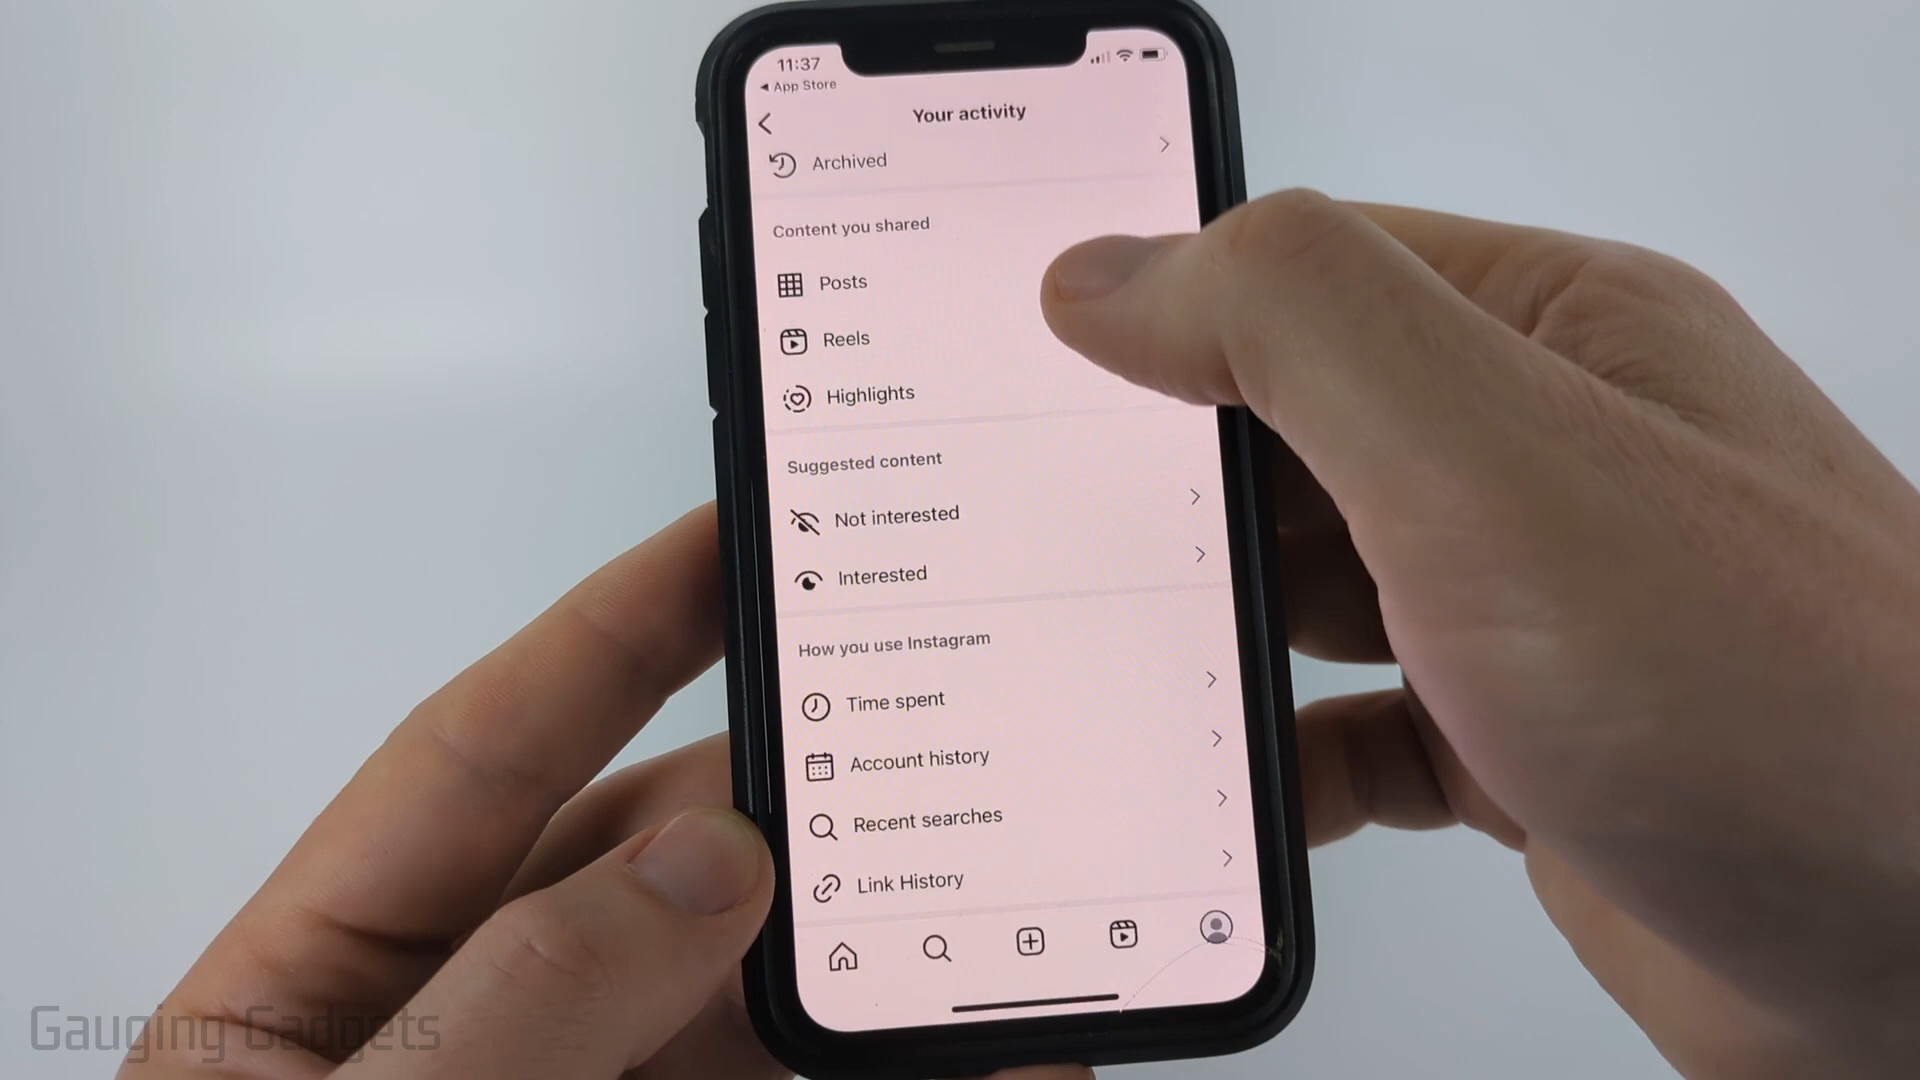 11:37
◄ App Store
Your activity
Archived
Content you shared
Posts
Reels
Highlights
Suggested content
Not interested
Interested
How you use Instagram
Time spent
Account history
Recent searches
Link History
Gauging Gadgets